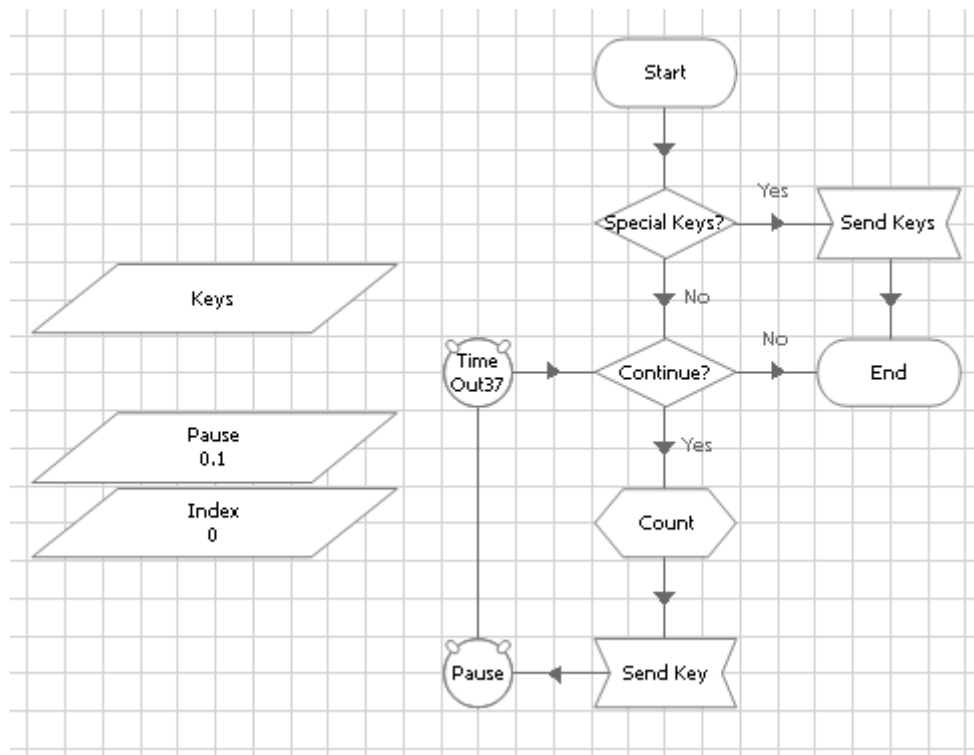 Start
Yes
Special Keys?
Send Keys
Keys
No
Time
Out37
Continue?
No
End
Pause
0.1
Yes
Index
0
Count
Pause
Send Key